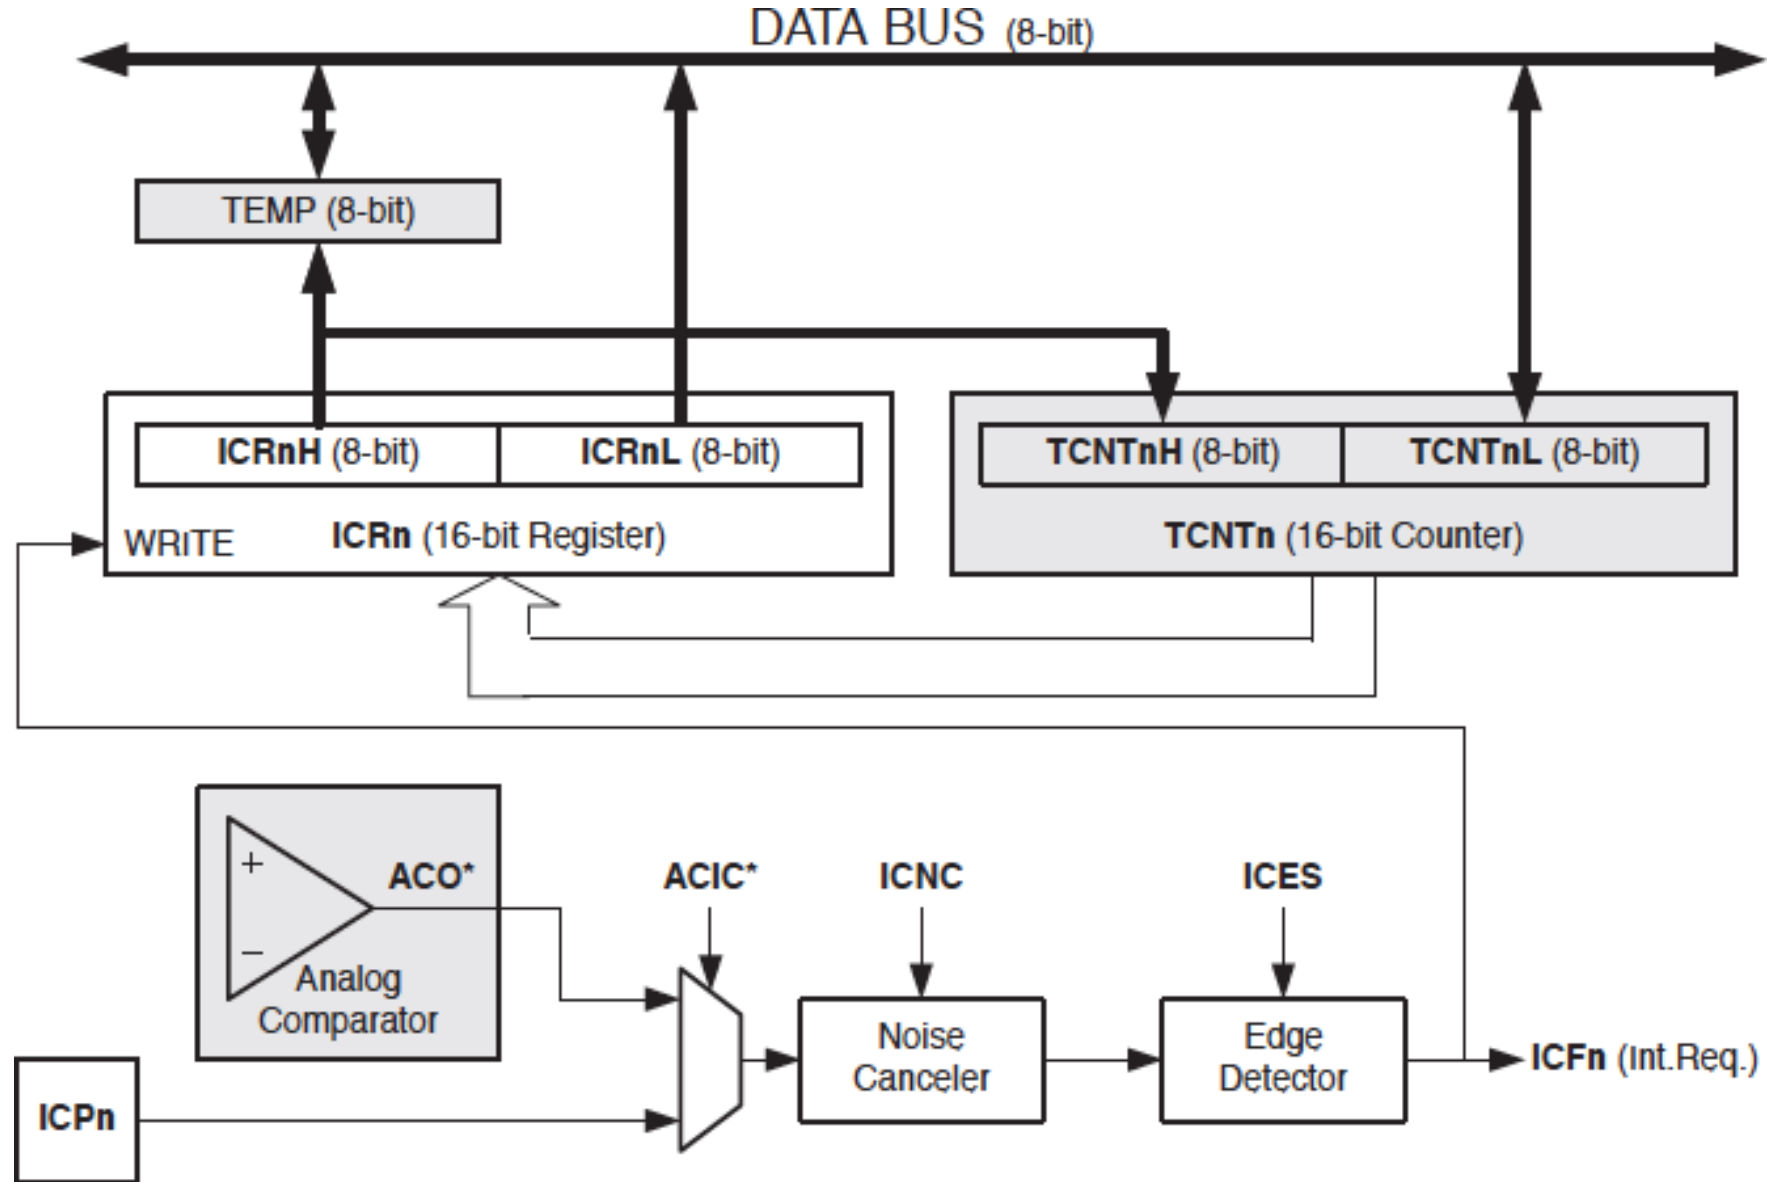 DATA BUS (8-bit)
TEMP (8-bit)
ICRnH (8-bit)
ICRnL (8-bit)
TCNTnH (8-bit)
TCNTnL (8-bit)
WRITE
ICRn (16-bit Register)
TCNTn (16-bit Counter)
+
−
ACO*
Analog
Comparator
ACIC*
ICNC
ICES
Noise
Canceler
Edge
Detector
ICFn (Int.Req.)
ICPn